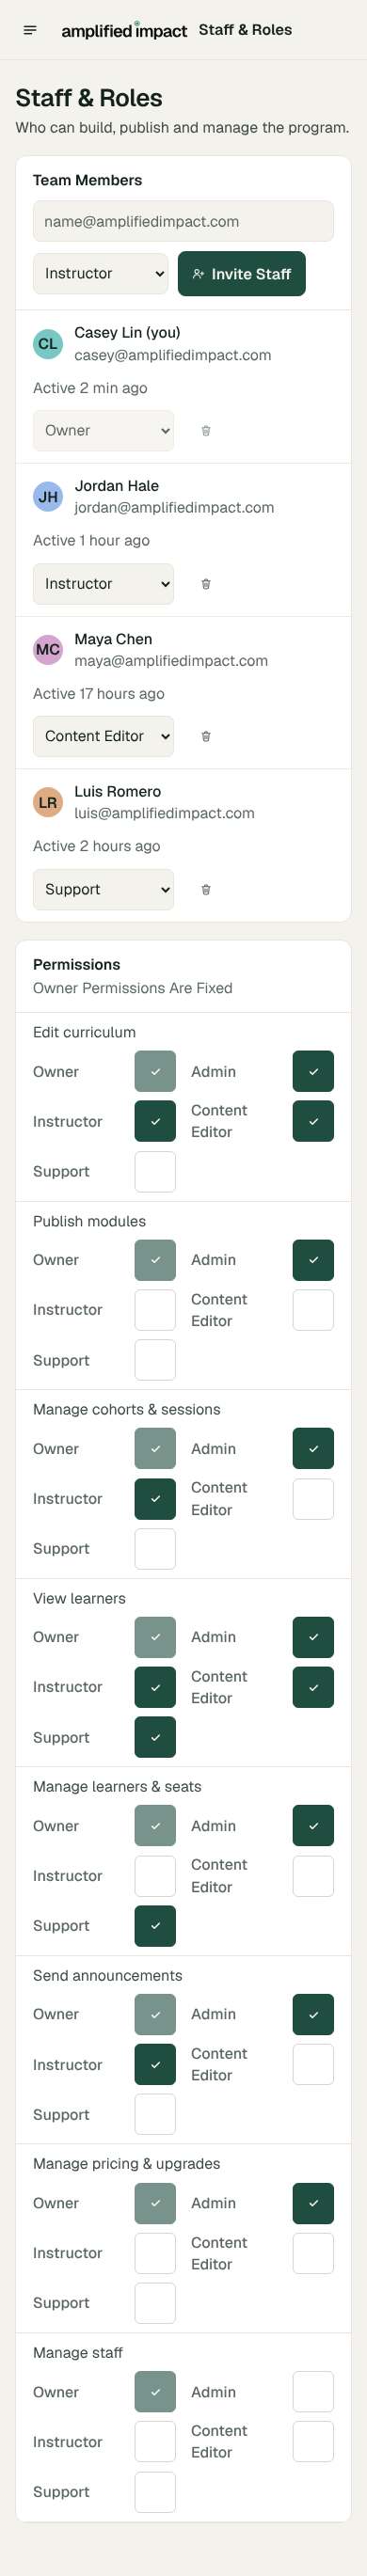 amplified impact Staff & Roles
Staff & Roles
Who can build, publish and manage the program.
Team Members
name@amplifiedimpact.com
Instructor Invite Staff
CL Casey Lin (you)
casey@amplifiedimpact.com
Active 2 min ago
Owner
JH Jordan Hale
jordan@amplifiedimpact.com
Active 1 hour ago
Instructor
MC Maya Chen
maya@amplifiedimpact.com
Active 17 hours ago
Content Editor
LR Luis Romero
luis@amplifiedimpact.com
Active 2 hours ago
Support
Permissions
Owner Permissions Are Fixed
Edit curriculum
Owner Admin
Instructor Content Editor
Support
Publish modules
Owner Admin
Instructor Content Editor
Support
Manage cohorts & sessions
Owner Admin
Instructor Content Editor
Support
View learners
Owner Admin
Instructor Content Editor
Support
Manage learners & seats
Owner Admin
Instructor Content Editor
Support
Send announcements
Owner Admin
Instructor Content Editor
Support
Manage pricing & upgrades
Owner Admin
Instructor Content Editor
Support
Manage staff
Owner Admin
Instructor Content Editor
Support